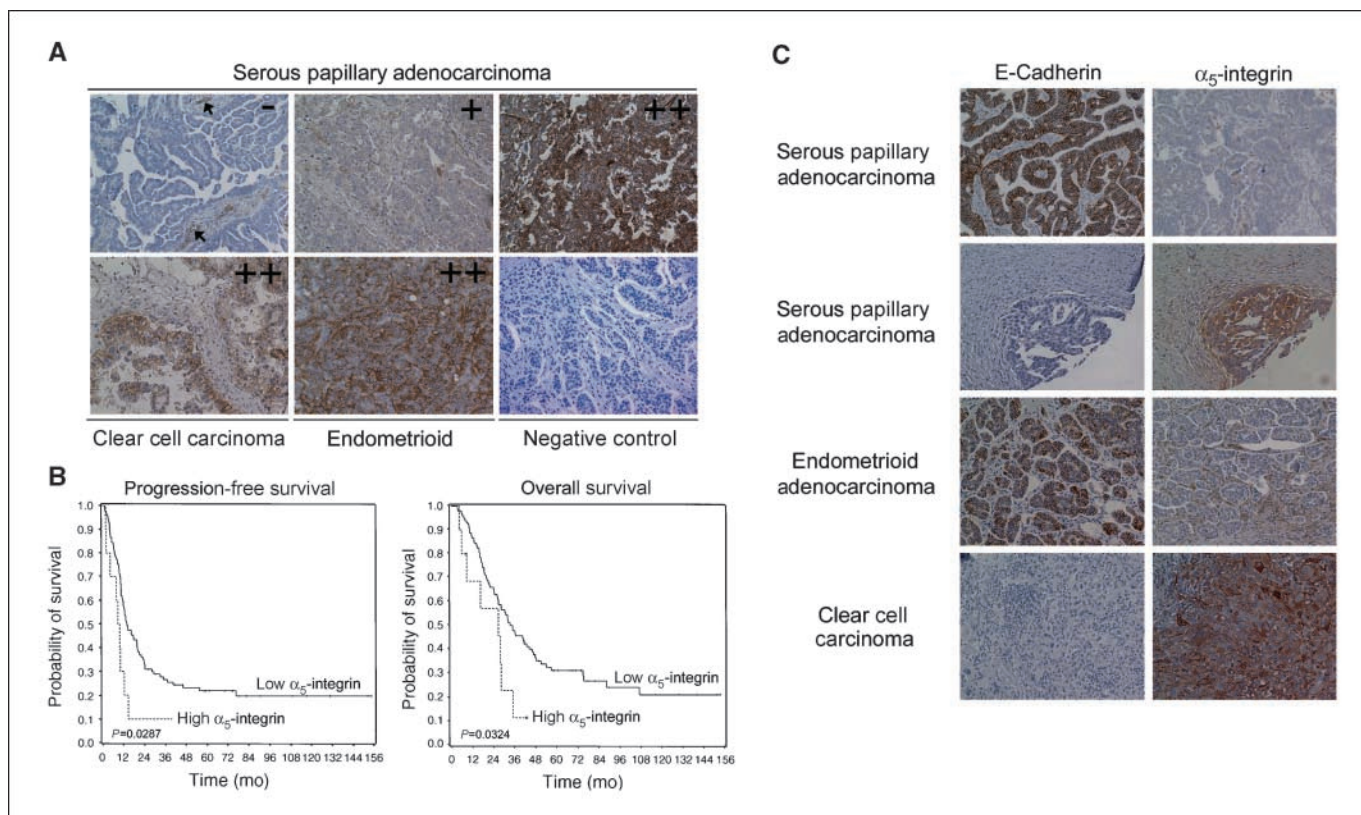 A
Serous papillary adenocarcinoma
-
+
++
++
++
Clear cell carcinoma
Endometrioid
Negative control
B
Progression-free survival
Probability of survival
1.0
0.9
0.8
0.7
0.6
0.5
0.4
0.3
0.2
0.1
0.0
Low α5-integrin
High α5-integrin
P=0.0287
0 12 24 36 48 60 72 84 96 108 120 132 144 156
Time (mo)
Overall survival
Probability of survival
1.0
0.9
0.8
0.7
0.6
0.5
0.4
0.3
0.2
0.1
0.0
Low α5-integrin
High α5-integrin
P=0.0324
0 12 24 36 48 60 72 84 96 108 120 132 144 156
Time (mo)
C
E-Cadherin
α5-integrin
Serous papillary
adenocarcinoma
Serous papillary
adenocarcinoma
Endometrioid
adenocarcinoma
Clear cell
carcinoma